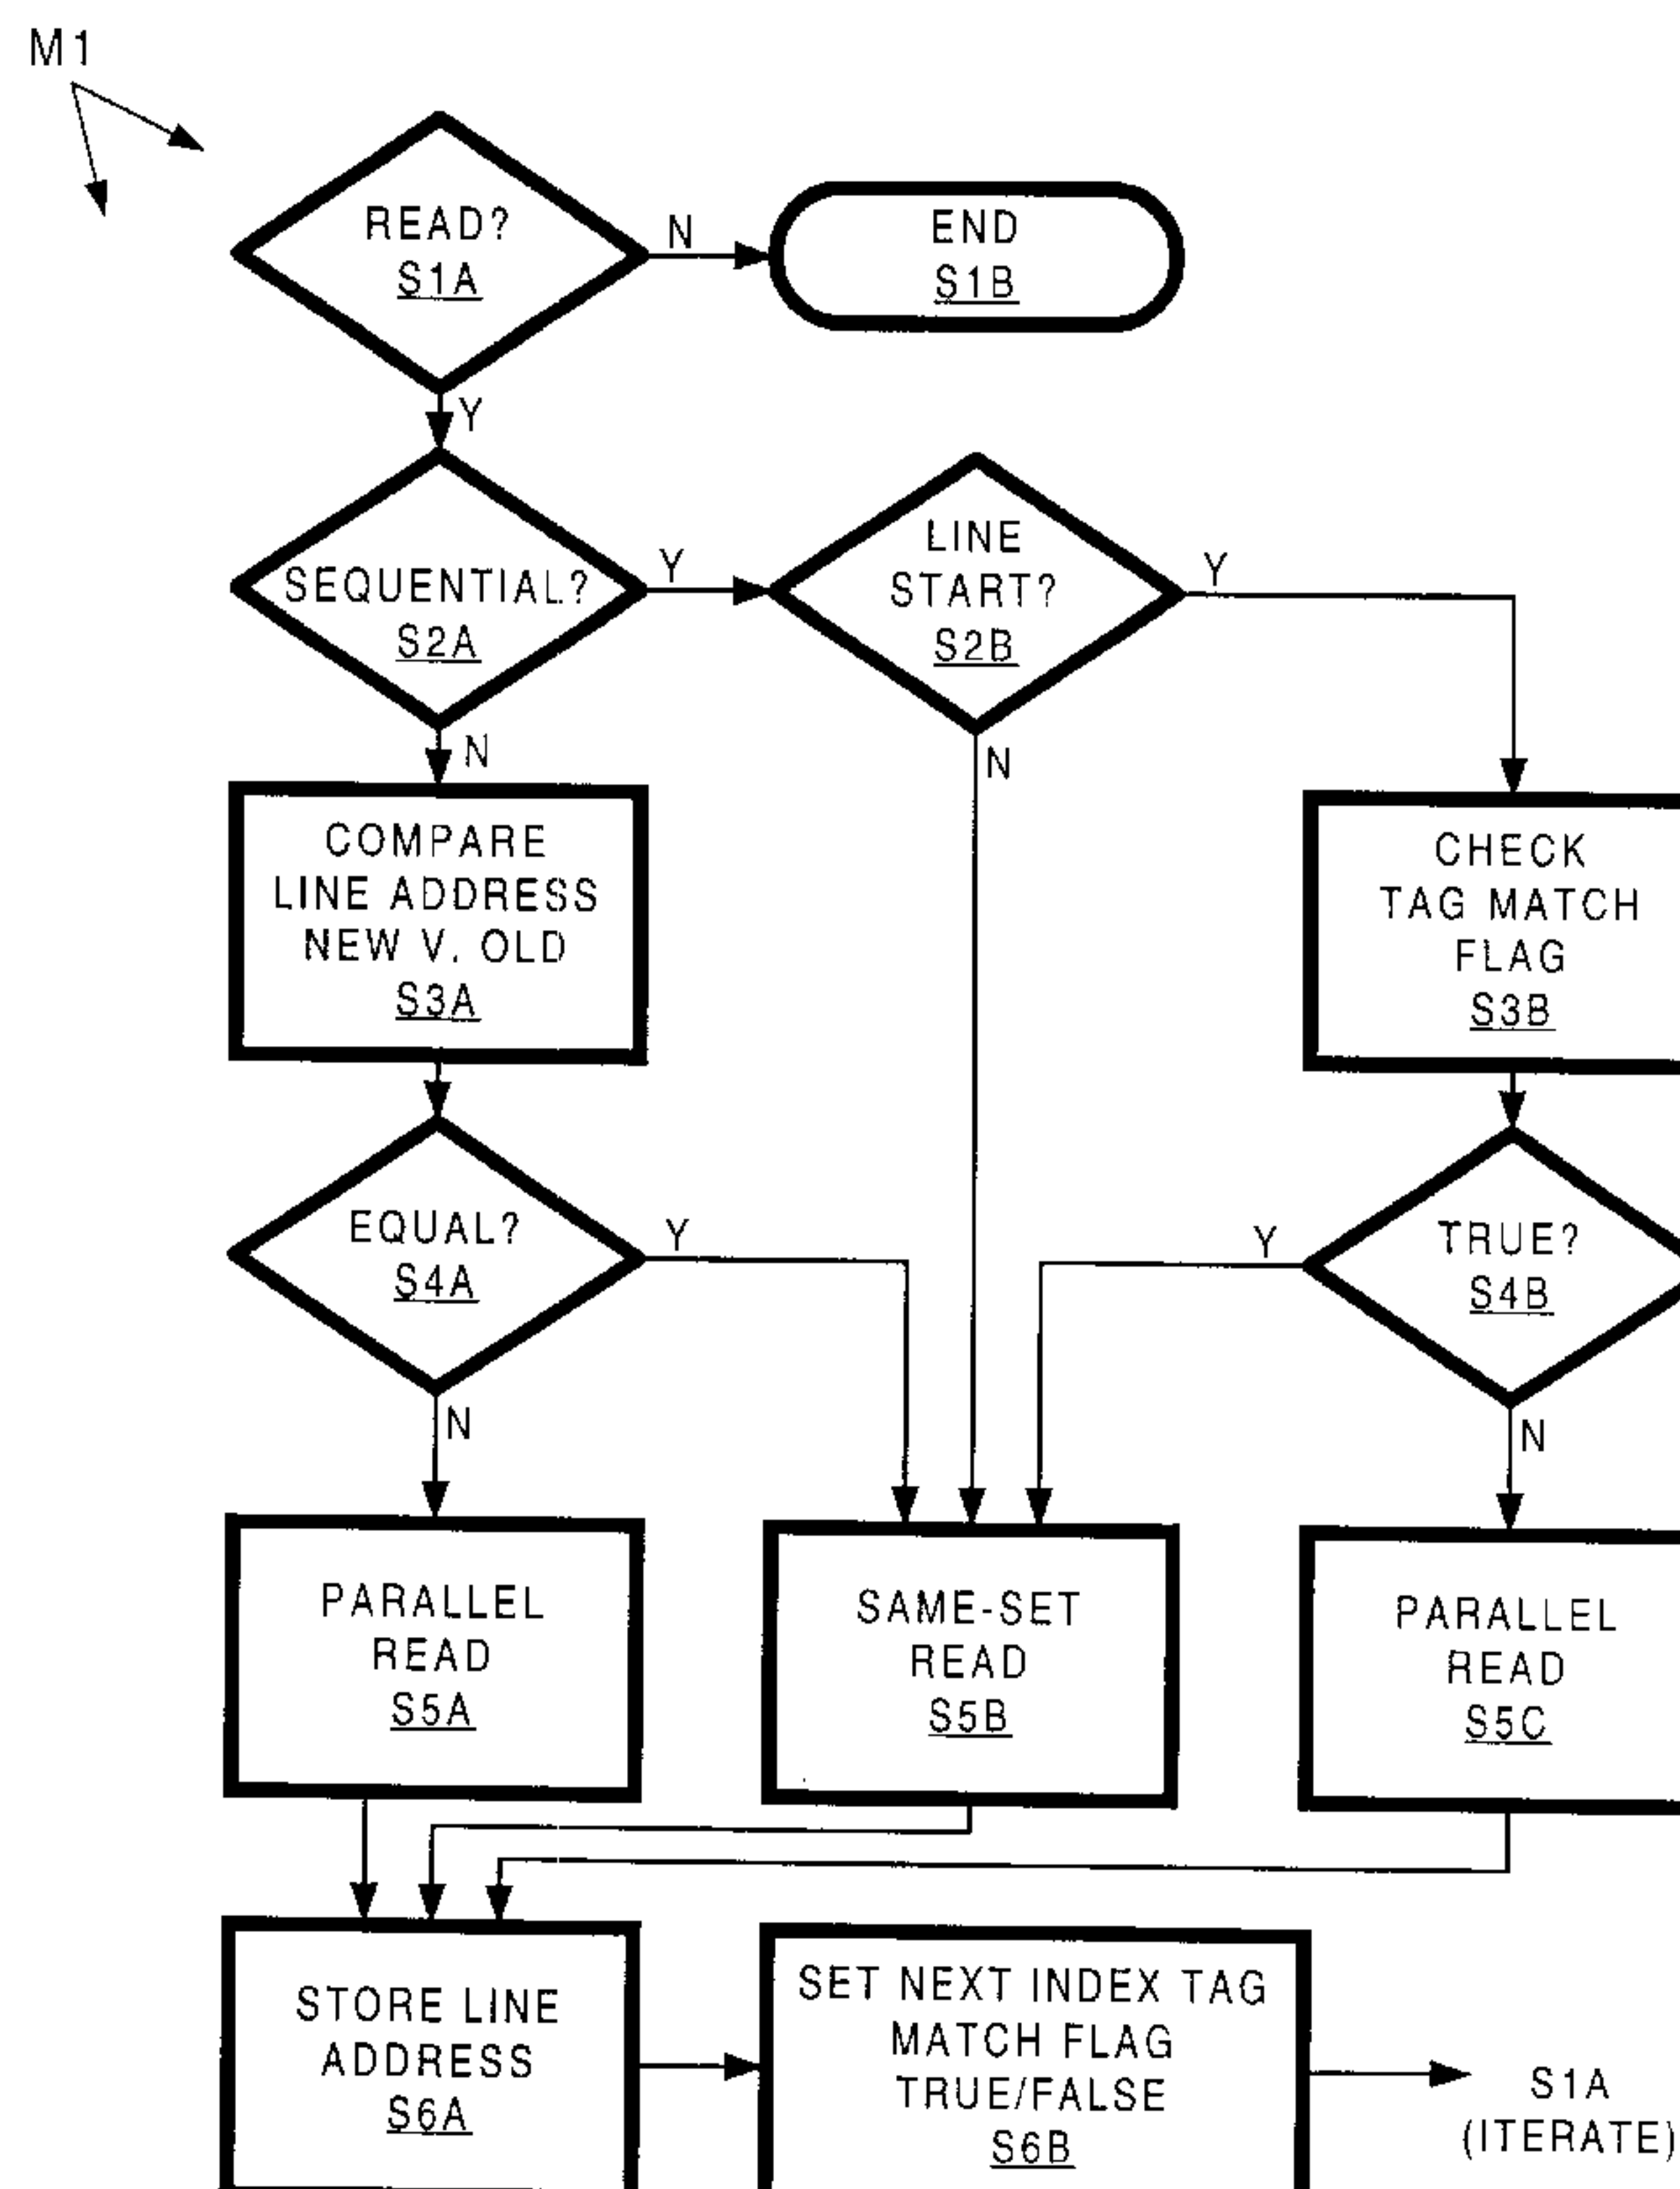 M1
READ?
S1A
N
END
S1B
Y
SEQUENTIAL?
S2A
Y
LINE
START?
S2B
Y
N
N
COMPARE
LINE ADDRESS
NEW V. OLD
S3A
CHECK
TAG MATCH
FLAG
S3B
EQUAL?
S4A
Y
Y
TRUE?
S4B
N
N
PARALLEL
READ
S5A
SAME-SET
READ
S5B
PARALLEL
READ
S5C
STORE LINE
ADDRESS
S6A
SET NEXT INDEX TAG
MATCH FLAG
TRUE/FALSE
S6B
S1A
(ITERATE)